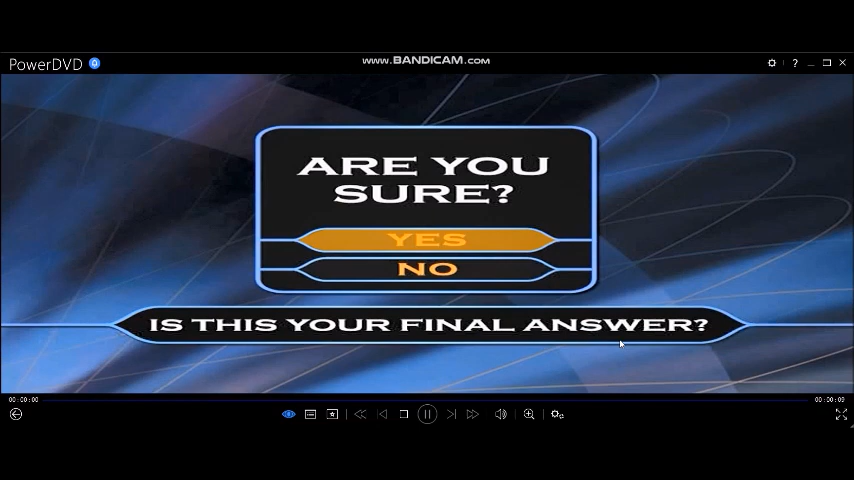 www.BANDICAM.com
PowerDVD
?
ARE YOU
SURE?
YES
NO
IS THIS YOUR FINAL ANSWER?
00:00:00
00:00:09